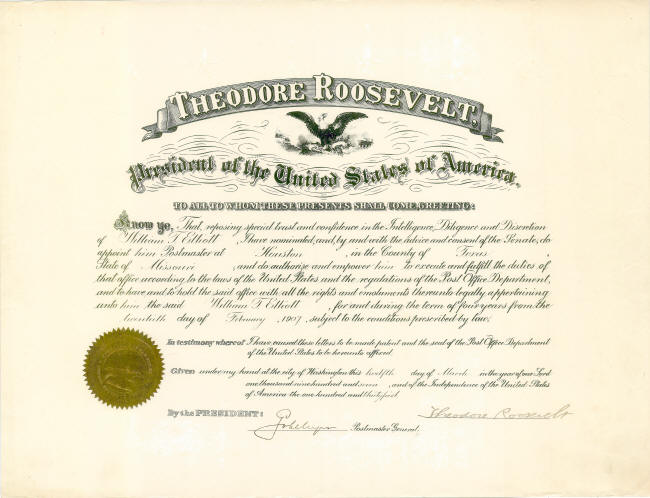 THEODORE ROOSEVELT,
President of the United States of America.
TO ALL TO WHOM THESE PRESENTS SHALL COME, GREETING:
Know ye, That, reposing special trust and confidence in the Intelligence, Diligence and Discretion
of William T. Elliott, I have nominated, and, by and with the advice and consent of the Senate, do
appoint him Postmaster at Houston, in the County of Texas,
State of Missouri, and do authorize and empower him to execute and fulfill the duties of
that office according to the laws of the United States and the regulations of the Post Office Department,
and to have and to hold the said office with all the rights and emoluments thereunto legally appertaining
unto him the said William T. Elliott, for and during the term of four years from the
twentieth day of February 1907, subject to the conditions prescribed by law.
In testimony whereof I have caused these letters to be made patent and the seal of the Post Office Department
of the United States to be hereunto affixed.
Given under my hand at the city of Washington this twelfth day of March in the year of our Lord
one thousand nine hundred and seven, and of the Independence of the United States
of America the one hundred and thirty-first.
By the PRESIDENT:
Theodore Roosevelt
Postmaster General.